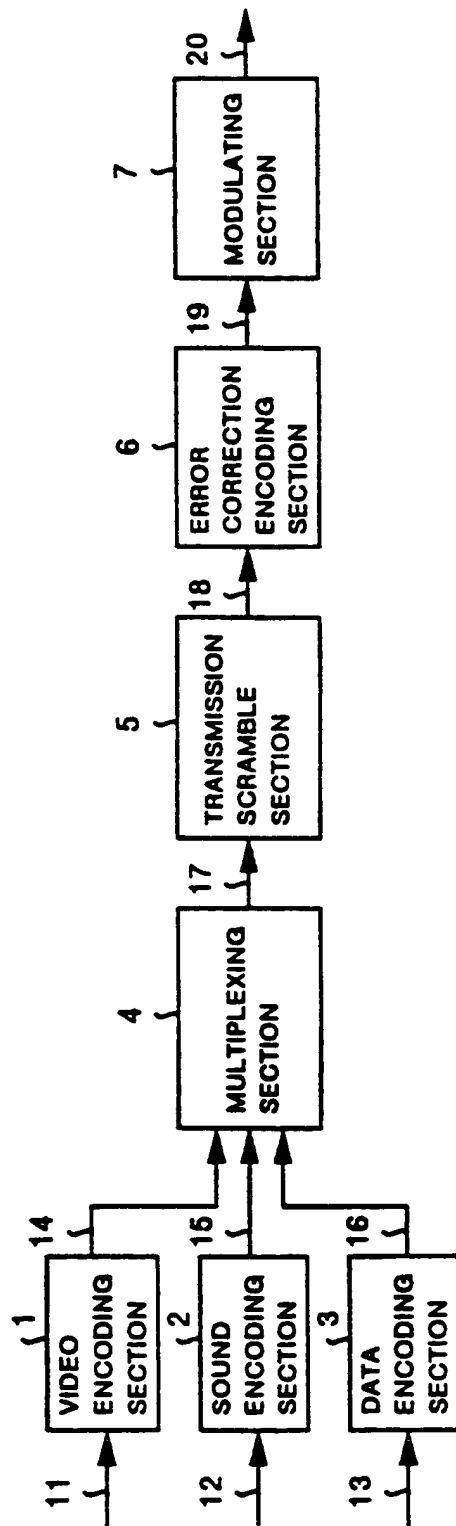 11
1
VIDEO
ENCODING
SECTION
14
12
2
SOUND
ENCODING
SECTION
15
13
3
DATA
ENCODING
SECTION
16
4
MULTIPLEXING
SECTION
17
5
TRANSMISSION
SCRAMBLE
SECTION
18
6
ERROR
CORRECTION
ENCODING
SECTION
19
7
MODULATING
SECTION
20